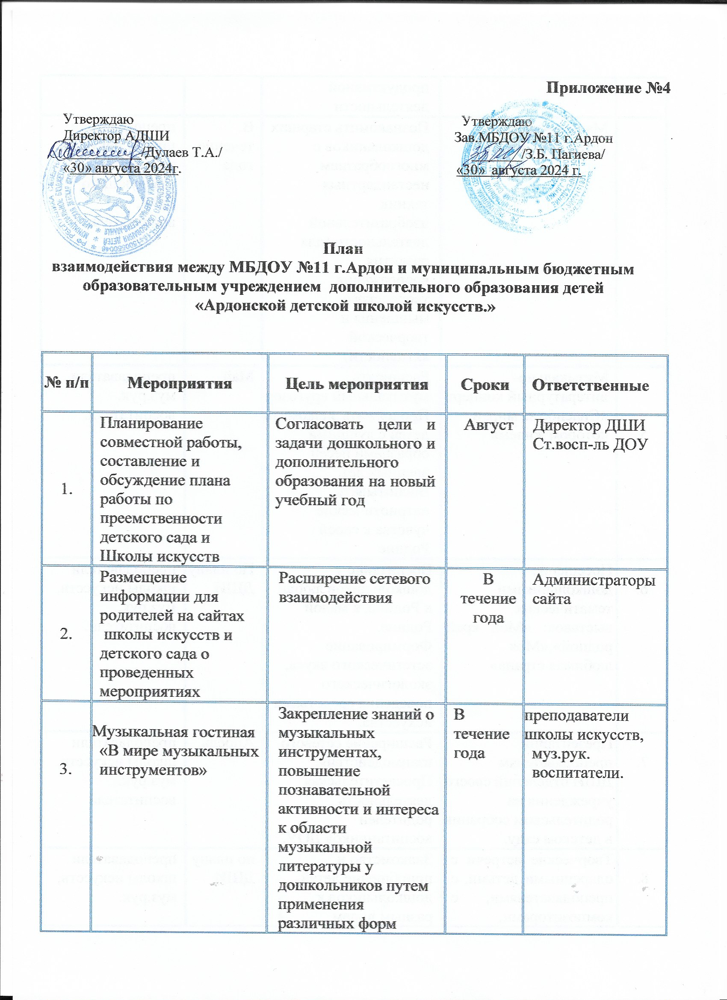 Приложение №4
Утверждаю
Директор АДШИ
/Дулаев Т.А./
«30» августа 2024г.
Утверждаю
Зав.МБДОУ №11 г.Ардон
/З.Б. Пагиева/
«30» августа 2024 г.
План
взаимодействия между МБДОУ №11 г.Ардон и муниципальным бюджетным
образовательным учреждением дополнительного образования детей
«Ардонской детской школой искусств.»
№ п/п
Мероприятия
Цель мероприятия
Сроки
Ответственные
1.
Планирование
совместной работы,
составление и
обсуждение плана
работы по
преемственности
детского сада и
Школы искусств
Согласовать цели и
задачи дошкольного и
дополнительного
образования на новый
учебный год
Август
Директор ДШИ
Ст.восп-ль ДОУ
2.
Размещение
информации для
родителей на сайтах
школы искусств и
детского сада о
проведенных
мероприятиях
Расширение сетевого
взаимодействия
В
течение
года
Администраторы
сайта
3.
Музыкальная гостиная
«В мире музыкальных
инструментов»
Закрепление знаний о
музыкальных
инструментах,
повышение
познавательной
активности и интереса
к области
музыкальной
литературы у
дошкольников путем
применения
различных форм
В
течение
года
преподаватели
школы искусств,
муз.рук.
воспитатели.